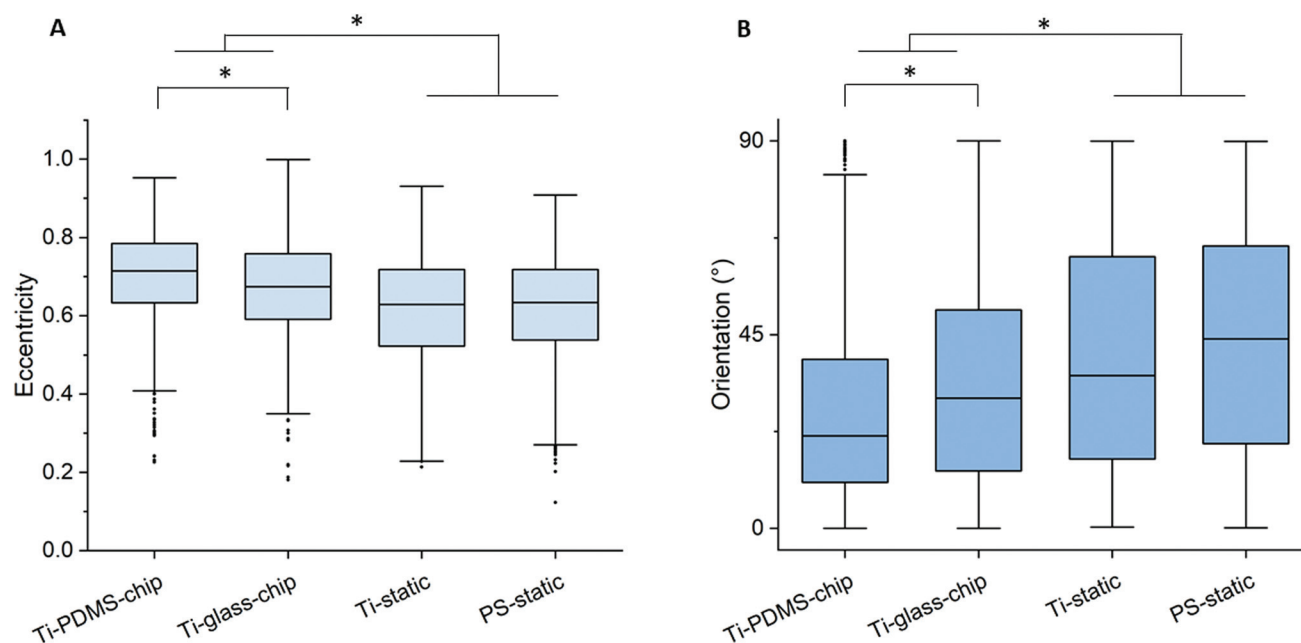 A
*
*
Eccentricity
1.0
0.8
0.6
0.4
0.2
0.0
Ti-PDMS-chip
Ti-glass-chip
Ti-static
PS-static
B
*
*
Orientation (°)
90
45
0
Ti-PDMS-chip
Ti-glass-chip
Ti-static
PS-static